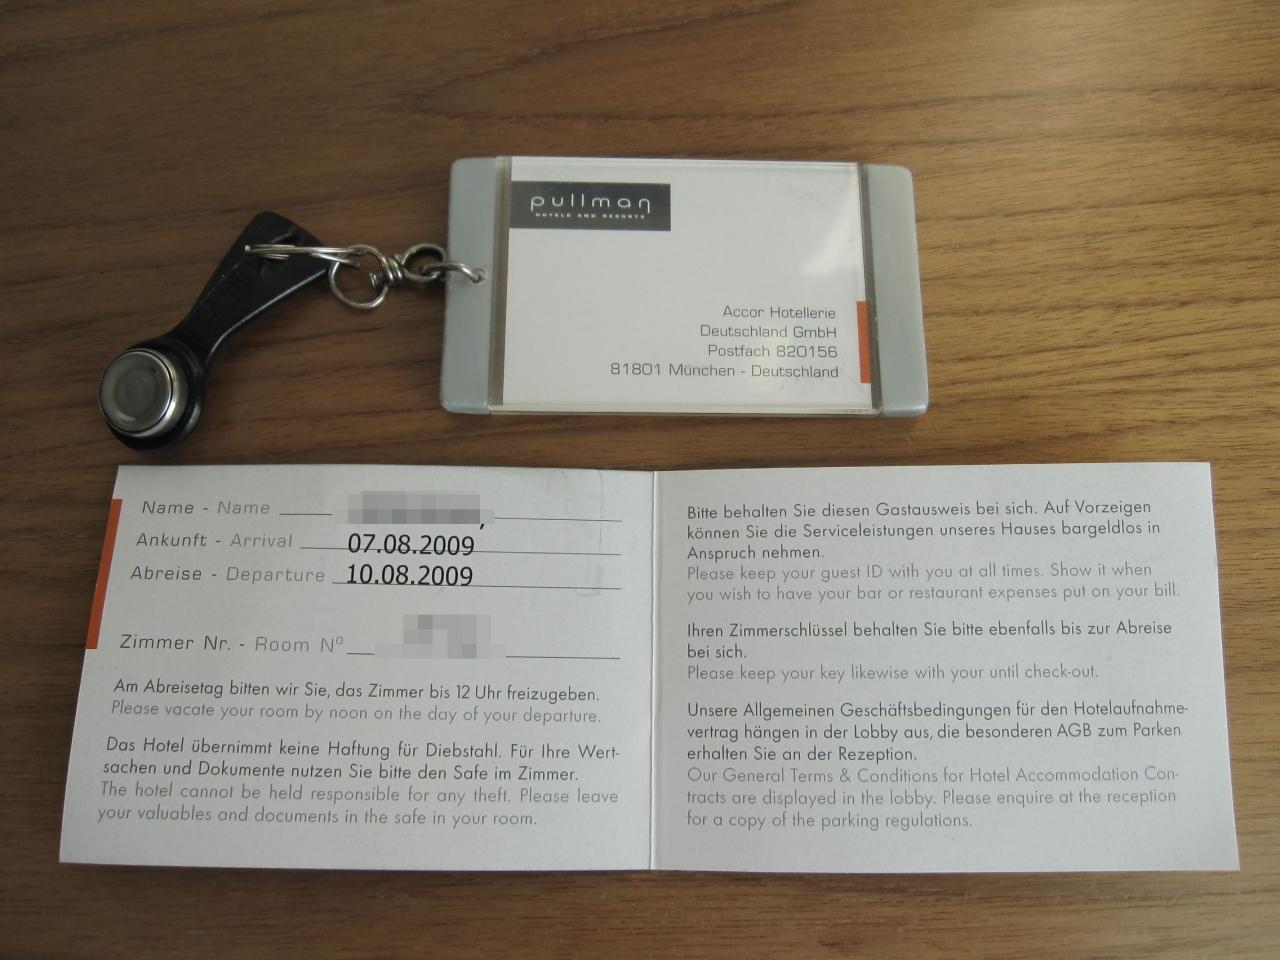 pullman
HOTELS AND RESORTS
Accor Hotellerie
Deutschland GmbH
Postfach 820156
81801 München - Deutschland
Name - Name ,
Ankunft - Arrival 07.08.2009
Abreise - Departure 10.08.2009
Zimmer Nr. - Room Nº
Am Abreisetag bitten wir Sie, das Zimmer bis 12 Uhr freizugeben.
Please vacate your room by noon on the day of your departure.
Das Hotel übernimmt keine Haftung für Diebstahl. Für Ihre Wert-
sachen und Dokumente nutzen Sie bitte den Safe im Zimmer.
The hotel cannot be held responsible for any theft. Please leave
your valuables and documents in the safe in your room.
Bitte behalten Sie diesen Gastausweis bei sich. Auf Vorzeigen
können Sie die Serviceleistungen unseres Hauses bargeldlos in
Anspruch nehmen.
Please keep your guest ID with you at all times. Show it when
you wish to have your bar or restaurant expenses put on your bill.
Ihren Zimmerschlüssel behalten Sie bitte ebenfalls bis zur Abreise
bei sich.
Please keep your key likewise with your until check-out.
Unsere Allgemeinen Geschäftsbedingungen für den Hotelaufnahme-
vertrag hängen in der Lobby aus, die besonderen AGB zum Parken
erhalten Sie an der Rezeption.
Our General Terms & Conditions for Hotel Accommodation Con-
tracts are displayed in the lobby. Please enquire at the reception
for a copy of the parking regulations.